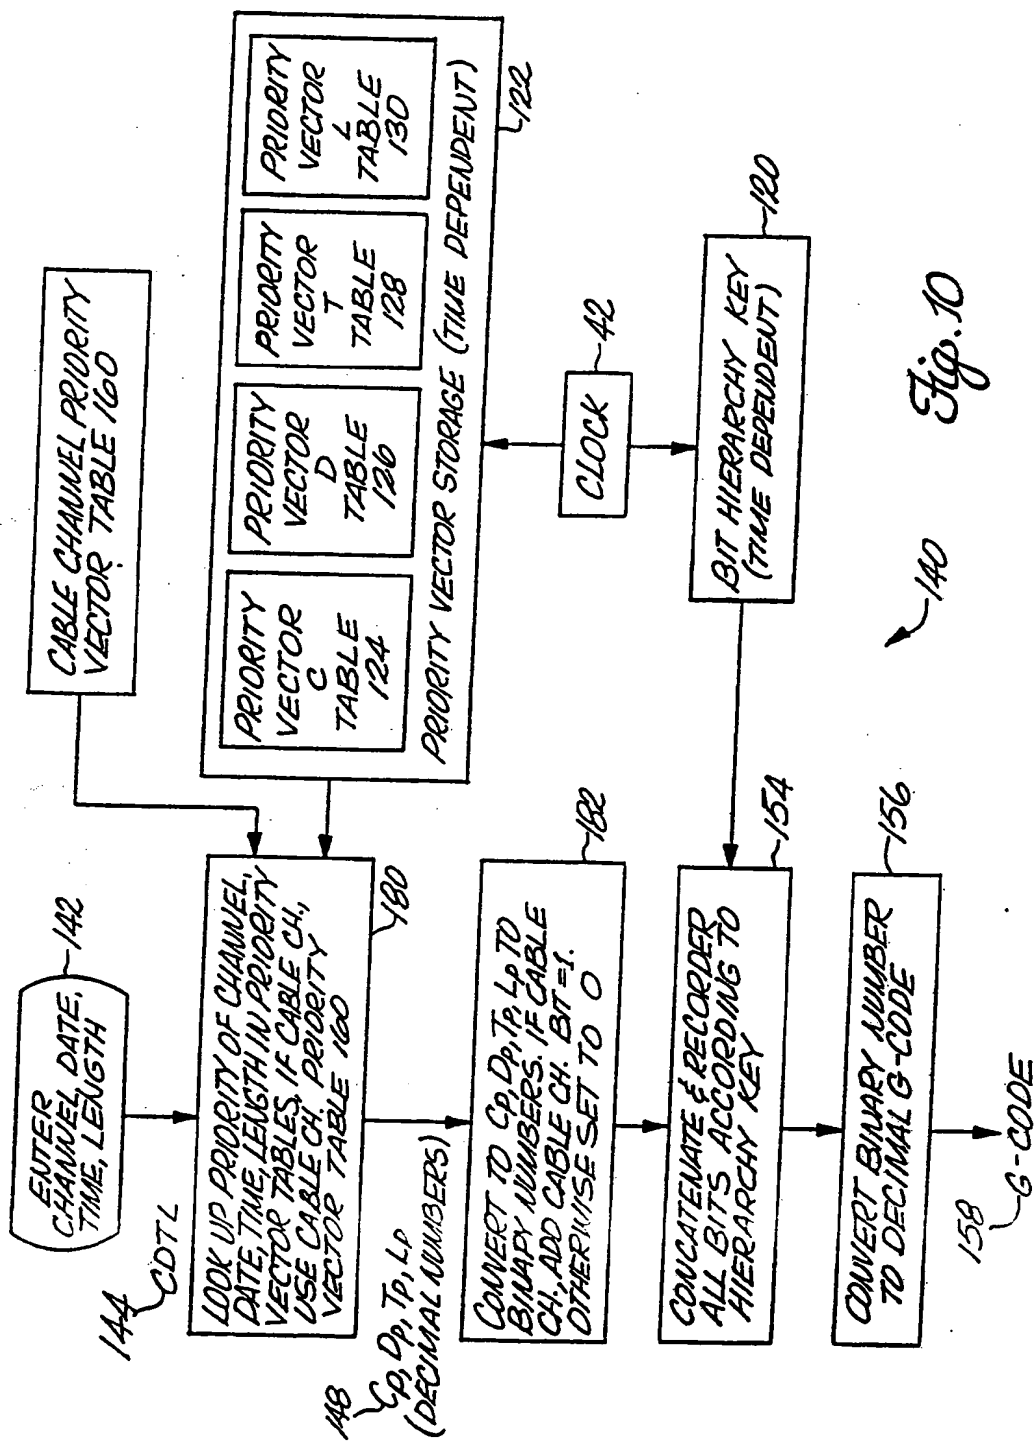 ENTER
CHANNEL, DATE,
TIME, LENGTH
142
144
CDTL
LOOK UP PRIORITY OF CHANNEL,
DATE, TIME, LENGTH IN PRIORITY
VECTOR TABLES, IF CABLE CH.,
USE CABLE CH. PRIORITY
VECTOR TABLE 160
180
148
Cp, Dp, Tp, Lp
(DECIMAL NUMBERS)
CONVERT TO Cp, Dp, Tp, Lp TO
BINARY NUMBERS. IF CABLE
CH., ADD CABLE CH. BIT =1.
OTHERWISE SET TO 0
182
CONCATENATE & RECORDER
ALL BITS ACCORDING TO
HIERARCHY KEY
154
CONVERT BINARY NUMBER
TO DECIMAL G-CODE
156
158
G-CODE
CABLE CHANNEL PRIORITY
VECTOR TABLE 160
PRIORITY
VECTOR
C
TABLE
124
PRIORITY
VECTOR
D
TABLE
126
PRIORITY
VECTOR
T
TABLE
128
PRIORITY
VECTOR
L
TABLE
130
PRIORITY VECTOR STORAGE (TIME DEPENDENT)
122
CLOCK
42
BIT HIERARCHY KEY
(TIME DEPENDENT)
120
140
Fig. 10